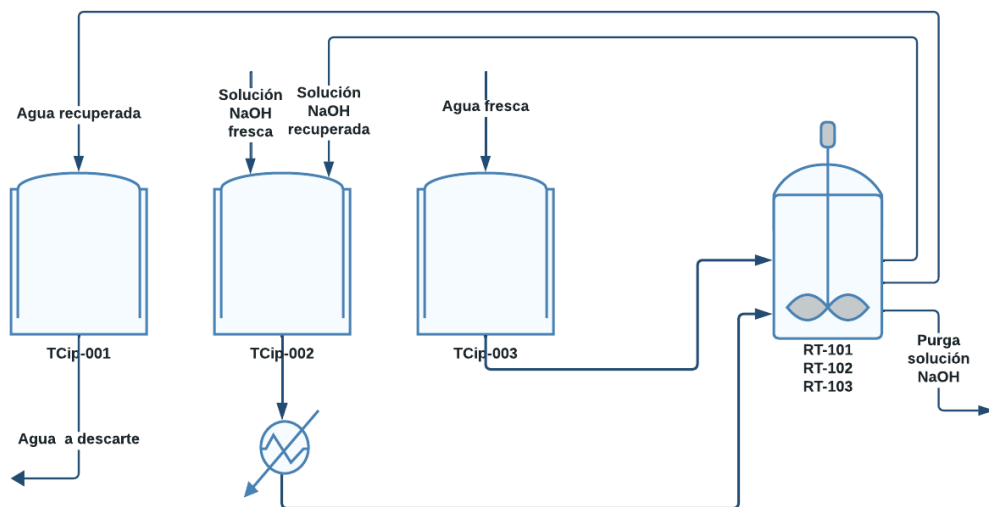 Agua recuperada
Solución
NaOH
fresca
Solución
NaOH
recuperada
Agua fresca
TCip-001
TCip-002
TCip-003
RT-101
RT-102
RT-103
Purga
solución
NaOH
Agua a descarte